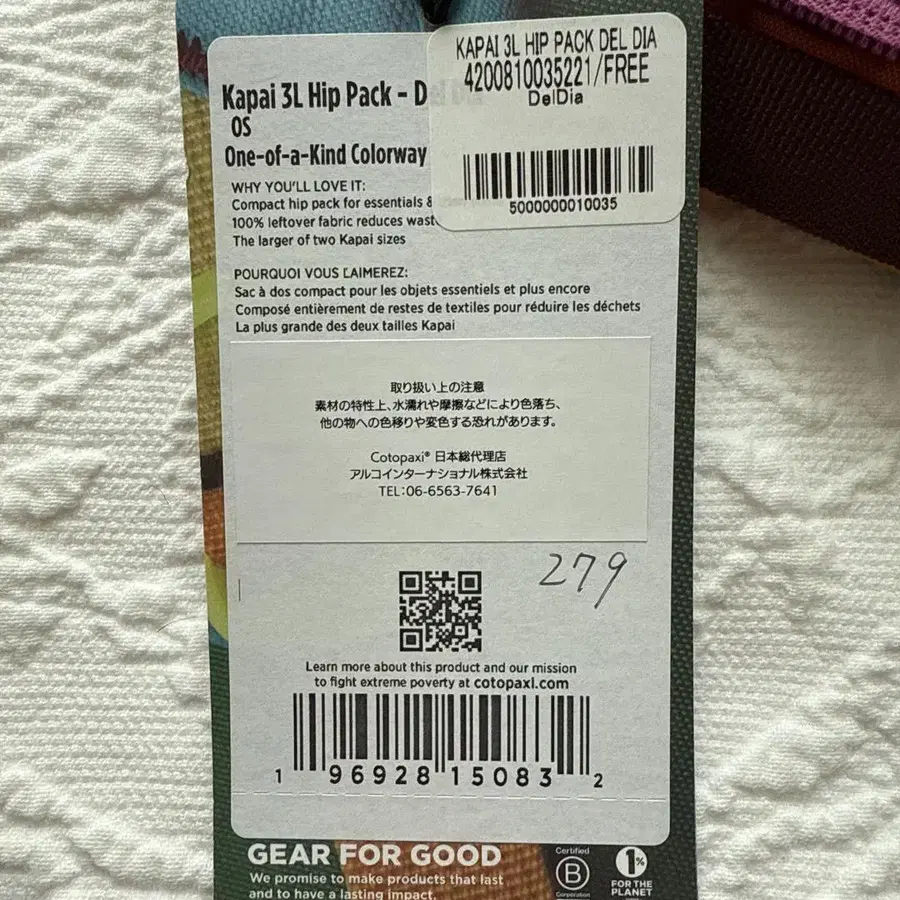 KAPAI 3L HIP PACK DEL DIA
4200810035221/FREE
DelDia
5000000010035
Kapai 3L Hip Pack - D
OS
One-of-a-Kind Colorway
WHY YOU'LL LOVE IT:
Compact hip pack for essentials &
100% leftover fabric reduces wast
The larger of two Kapai sizes
POURQUOI VOUS L'AIMEREZ:
Sac à dos compact pour les objets essentiels et plus encore
Composé entièrement de restes de textiles pour réduire les déchets
La plus grande des deux tailles Kapai
取り扱い上の注意
素材の特性上、水濡れや摩擦などにより色落ち、
他の物への色移りや変色する恐れがあります。
Cotopaxi® 日本総代理店
アルコインターナショナル株式会社
TEL:06-6563-7641
279
Learn more about this product and our mission
to fight extreme poverty at cotopaxi.com
1 96928 15083 2
GEAR FOR GOOD
We promise to make products that last
and to have a lasting impact.
Certified
B
Corporation
1%
FOR THE
PLANET